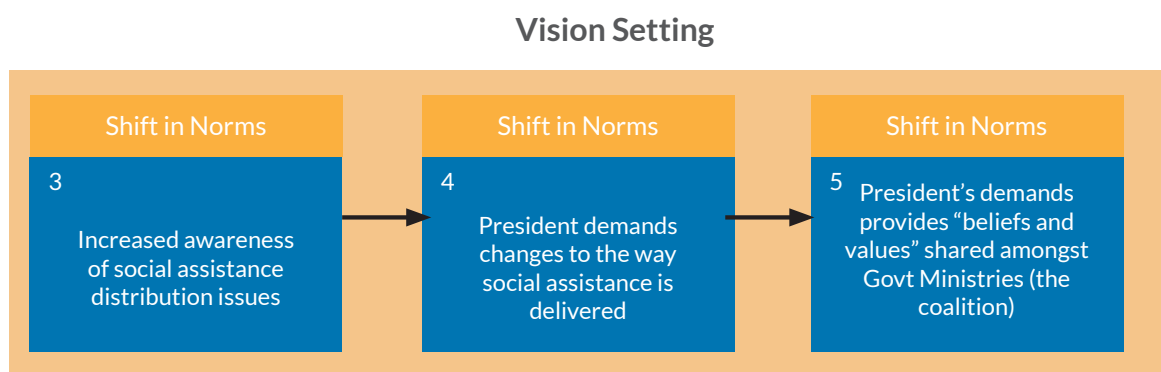 Vision Setting
Shift in Norms
3
Increased awareness
of social assistance
distribution issues
Shift in Norms
4
President demands
changes to the way
social assistance is
delivered
Shift in Norms
5
President’s demands
provides “beliefs and
values” shared amongst
Govt Ministries (the
coalition)